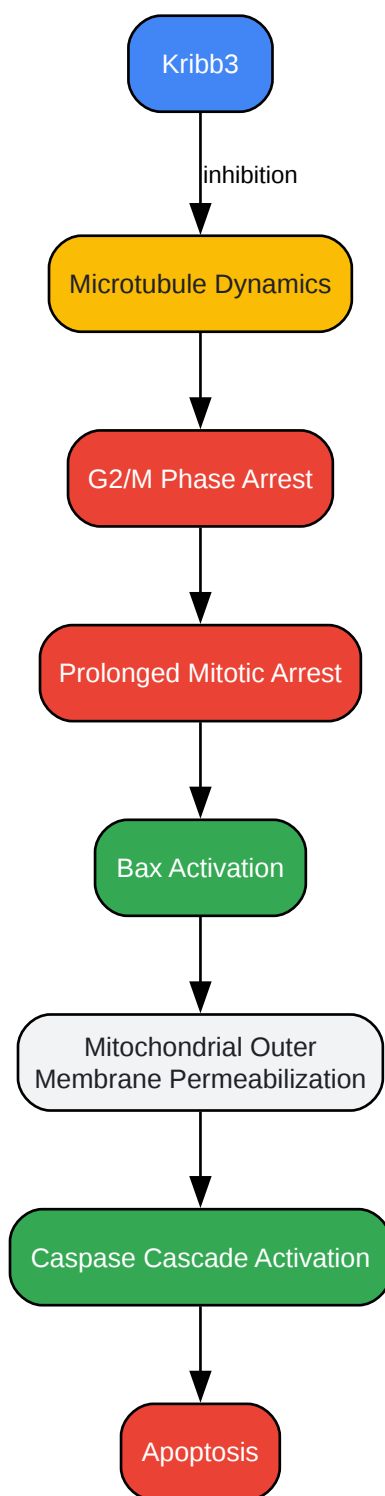 Kribb3
inhibition
Microtubule Dynamics
G2/M Phase Arrest
Prolonged Mitotic Arrest
Bax Activation
Mitochondrial Outer
Membrane Permeabilization
Caspase Cascade Activation
Apoptosis